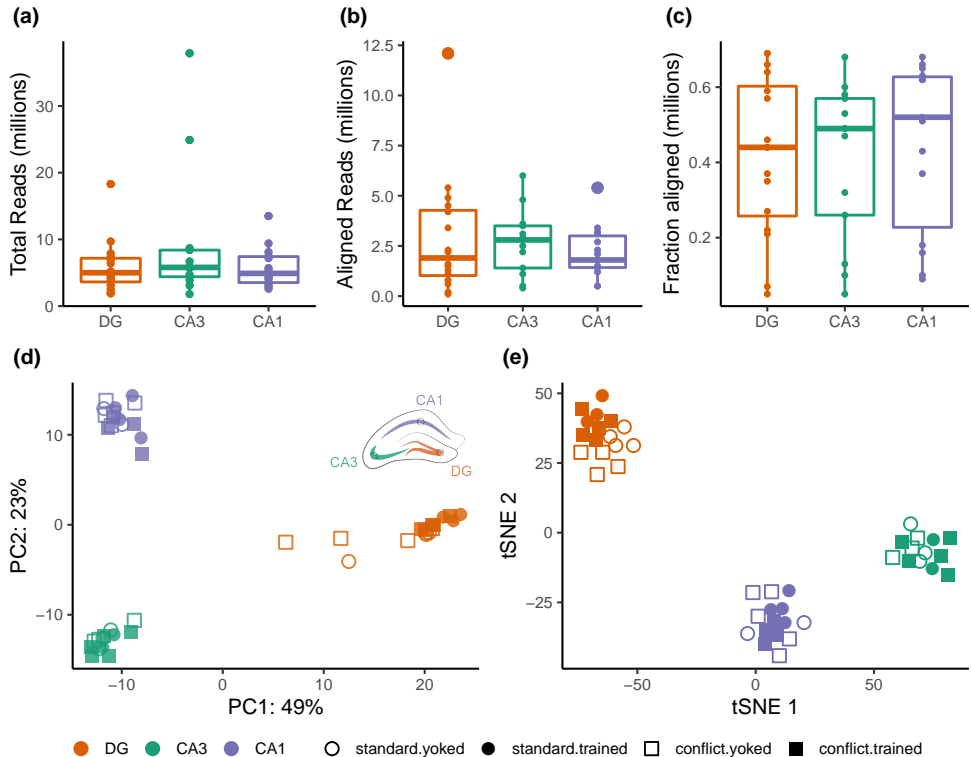 (a)
(b)
(c)
Total Reads (millions)
30
20
10
0
DG CA3 CA1
Aligned Reads (millions)
12.5
10.0
7.5
5.0
2.5
0.0
DG CA3 CA1
Fraction aligned (millions)
0.6
0.4
0.2
DG CA3 CA1
(d)
(e)
PC2: 23%
10
0
−10
CA1
CA3
DG
−10 0 10 20
PC1: 49%
tSNE 2
50
25
0
−25
−50 0 50
tSNE 1
DG CA3 CA1 standard.yoked standard.trained conflict.yoked conflict.trained